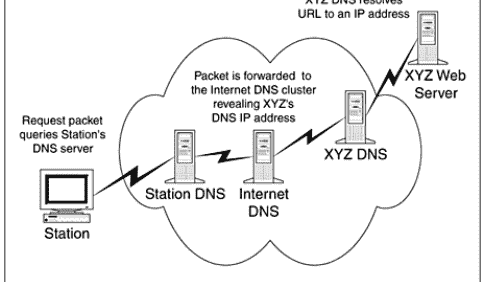 XYZ DNS resolves
URL to an IP address
XYZ Web
Server
Packet is forwarded to
the Internet DNS cluster
revealing XYZ's
DNS IP address
Request packet
queries Station's
DNS server
XYZ DNS
Station DNS
Internet
DNS
Station